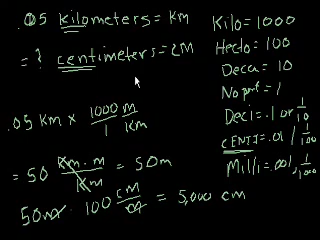 .05 kilometers = KM
= ? centimeters = CM
.05 KM × 1000/1 m/KM
= 50 KM·m/KM = 50m
50m · 100 cm/m = 5,000 cm
Kilo = 1000
Hecto = 100
Deca = 10
No pref = 1
Deci = .1 or 1/10
CENTI = .01 / 1/100
Milli = .001, 1/1000